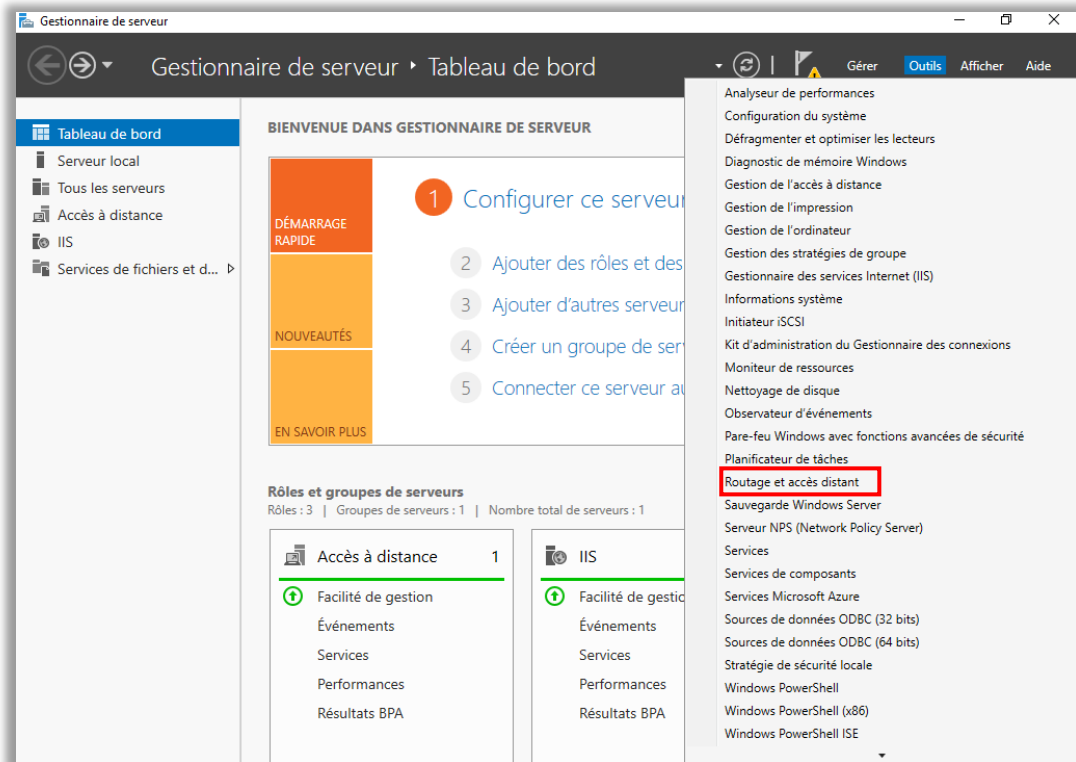 Gestionnaire de serveur
Gestionnaire de serveur ‣ Tableau de bord
Gérer
Outils
Afficher
Aide
Tableau de bord
Serveur local
Tous les serveurs
Accès à distance
IIS
Services de fichiers et d...
BIENVENUE DANS GESTIONNAIRE DE SERVEUR
DÉMARRAGE
RAPIDE
NOUVEAUTÉS
EN SAVOIR PLUS
1 Configurer ce serveur
2 Ajouter des rôles et des
3 Ajouter d'autres serveur
4 Créer un groupe de ser
5 Connecter ce serveur au
Rôles et groupes de serveurs
Rôles : 3 | Groupes de serveurs : 1 | Nombre total de serveurs : 1
Accès à distance 1
Facilité de gestion
Événements
Services
Performances
Résultats BPA
IIS
Facilité de gestic
Événements
Services
Performances
Résultats BPA
Analyseur de performances
Configuration du système
Défragmenter et optimiser les lecteurs
Diagnostic de mémoire Windows
Gestion de l'accès à distance
Gestion de l'impression
Gestion de l'ordinateur
Gestion des stratégies de groupe
Gestionnaire des services Internet (IIS)
Informations système
Initiateur iSCSI
Kit d'administration du Gestionnaire des connexions
Moniteur de ressources
Nettoyage de disque
Observateur d'événements
Pare-feu Windows avec fonctions avancées de sécurité
Planificateur de tâches
Routage et accès distant
Sauvegarde Windows Server
Serveur NPS (Network Policy Server)
Services
Services de composants
Services Microsoft Azure
Sources de données ODBC (32 bits)
Sources de données ODBC (64 bits)
Stratégie de sécurité locale
Windows PowerShell
Windows PowerShell (x86)
Windows PowerShell ISE